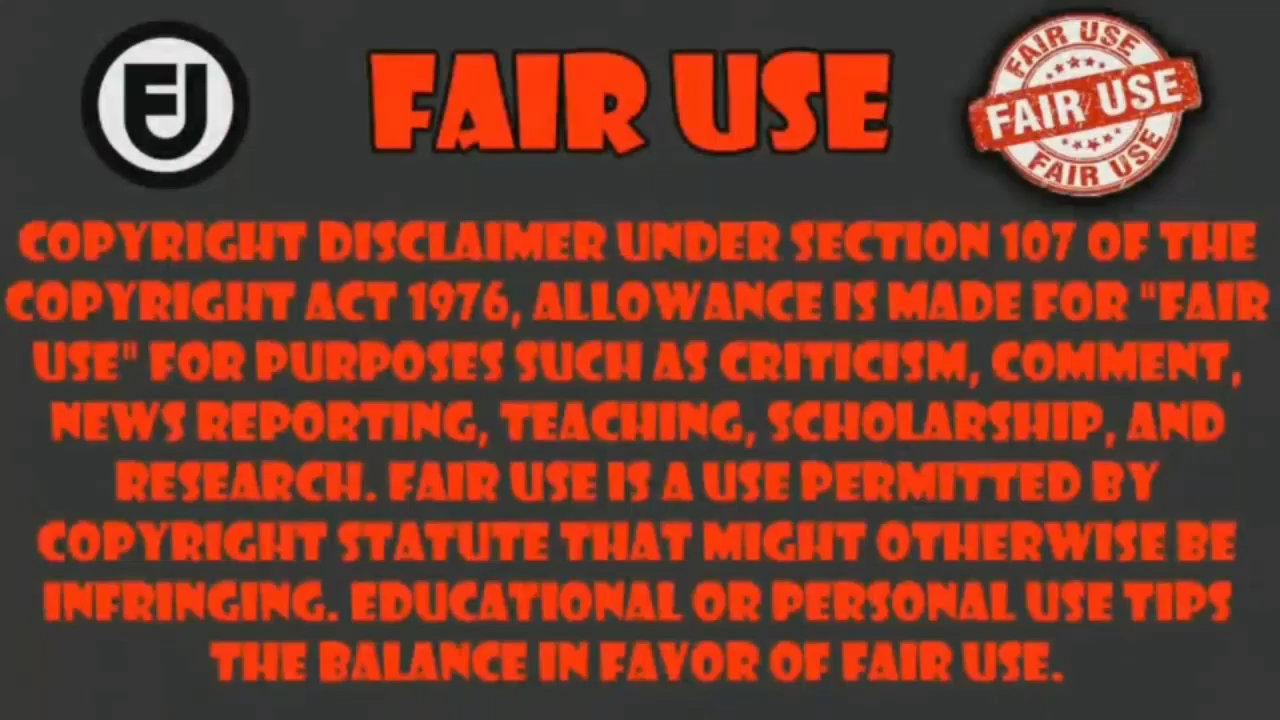 FAIR USE
FAIR USE
FAIR USE
FAIR USE
COPYRIGHT DISCLAIMER UNDER SECTION 107 OF THE
COPYRIGHT ACT 1976, ALLOWANCE IS MADE FOR "FAIR
USE" FOR PURPOSES SUCH AS CRITICISM, COMMENT,
NEWS REPORTING, TEACHING, SCHOLARSHIP, AND
RESEARCH. FAIR USE IS A USE PERMITTED BY
COPYRIGHT STATUTE THAT MIGHT OTHERWISE BE
INFRINGING. EDUCATIONAL OR PERSONAL USE TIPS
THE BALANCE IN FAVOR OF FAIR USE.